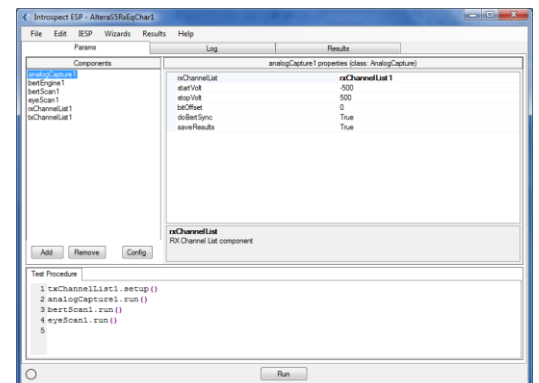 Introspect ESP - AlteraS5RxEqChar1
File Edit IESP Wizards Results Help
Params Log Results
Components
analogCapture1 properties (class: AnalogCapture)
analogCapture1
bertEngine1
bertScan1
eyeScan1
rxChannelList1
txChannelList1
rxChannelList rxChannelList1
startVolt -500
stopVolt 500
bitOffset 0
doBertSync True
saveResults True
rxChannelList
RX Channel List component
Add Remove Config
Test Procedure
1 txChannelList1.setup()
2 analogCapture1.run()
3 bertScan1.run()
4 eyeScan1.run()
5
Run